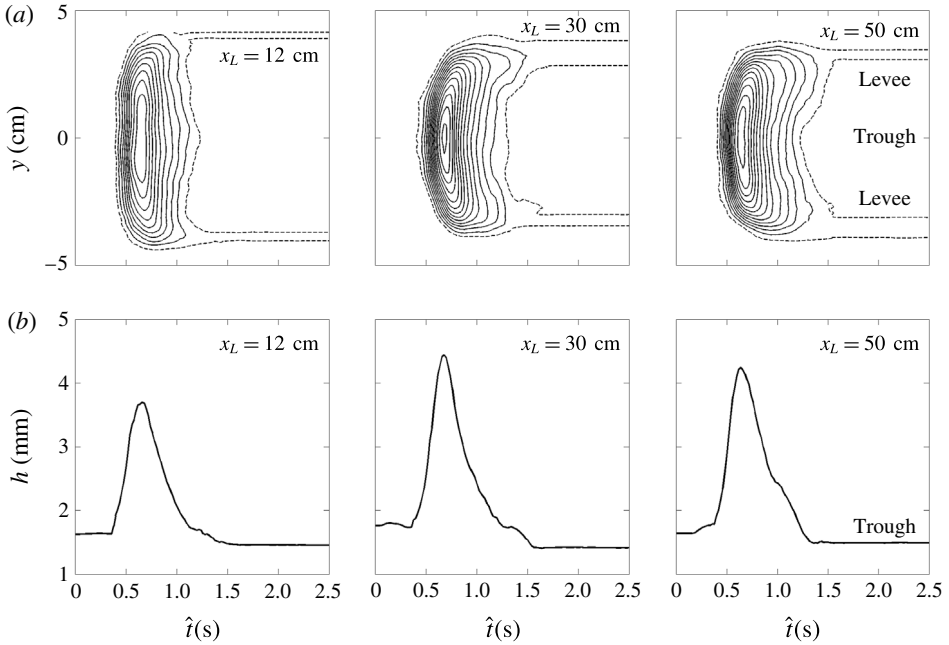 (a)
5
0
–5
y (cm)
x_L = 12 cm
x_L = 30 cm
x_L = 50 cm
Levee
Trough
Levee
(b)
5
4
3
2
1
h (mm)
x_L = 12 cm
x_L = 30 cm
x_L = 50 cm
Trough
0 0.5 1.0 1.5 2.0 2.5
0 0.5 1.0 1.5 2.0 2.5
0 0.5 1.0 1.5 2.0 2.5
t̂(s)
t̂(s)
t̂(s)